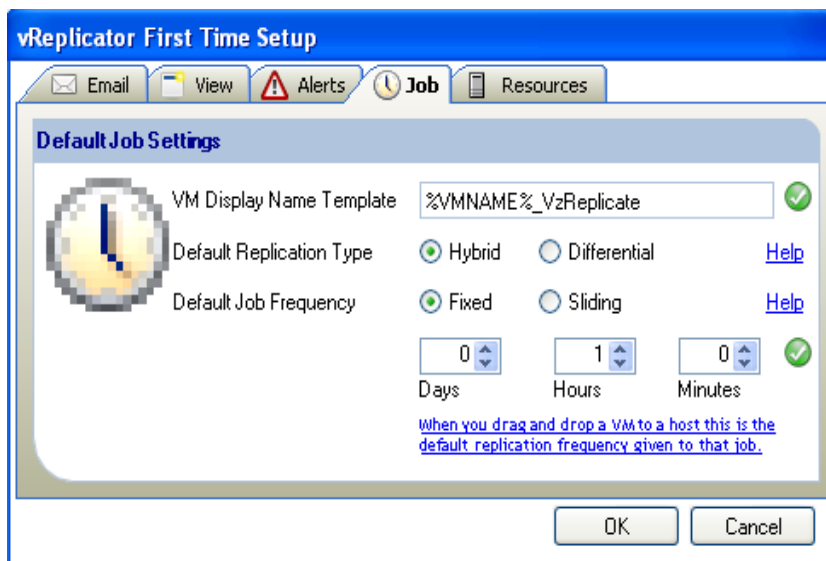 vReplicator First Time Setup
Email View Alerts Job Resources
Default Job Settings
VM Display Name Template %VMNAME%_VzReplicate
Default Replication Type Hybrid Differential Help
Default Job Frequency Fixed Sliding Help
0 1 0
Days Hours Minutes
When you drag and drop a VM to a host this is the
default replication frequency given to that job.
OK Cancel